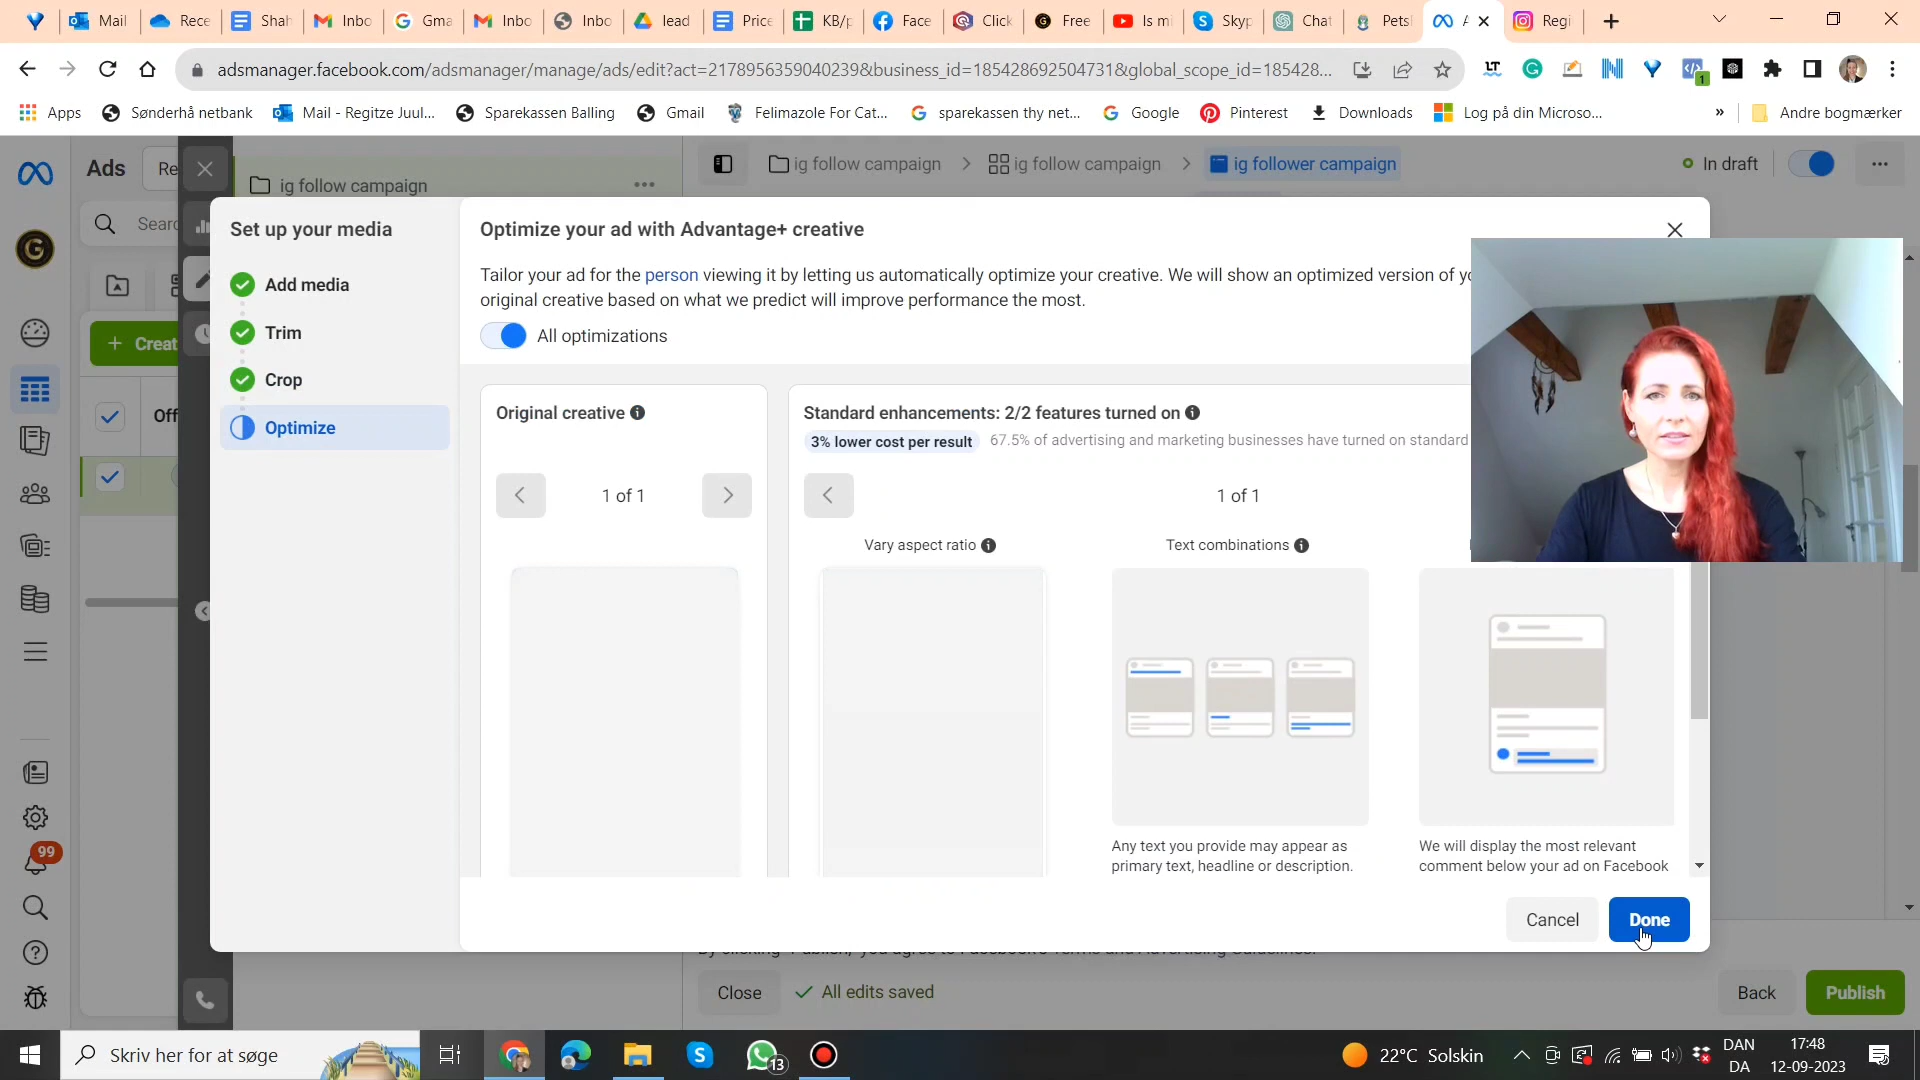 Mail
Rece
Shah
Inbo
Gma
Inbo
Inbo
lead
Price
KB/p
Face
Click
Free
Is mi
Skyp
Chat
Pets
Regi
adsmanager.facebook.com/adsmanager/manage/ads/edit?act=2178956359040239&business_id=185428692504731&global_scope_id=185428...
Apps
Sønderhå netbank
Mail - Regitze Juul...
Sparekassen Balling
Gmail
Felimazole For Cat...
sparekassen thy net...
Google
Pinterest
Downloads
Log på din Microso...
»
Andre bogmærker
Ads
Re
ig follow campaign
ig follow campaign
ig follow campaign
ig follower campaign
In draft
Sear
Set up your media
Add media
Trim
Crop
Optimize
Optimize your ad with Advantage+ creative
Tailor your ad for the person viewing it by letting us automatically optimize your creative. We will show an optimized version of yo
original creative based on what we predict will improve performance the most.
All optimizations
+ Creat
Off
Original creative
1 of 1
Standard enhancements: 2/2 features turned on
3% lower cost per result
67.5% of advertising and marketing businesses have turned on standard
1 of 1
Vary aspect ratio
Text combinations
Any text you provide may appear as
primary text, headline or description.
We will display the most relevant
comment below your ad on Facebook
Cancel
Done
99
Close
All edits saved
Back
Publish
Skriv her for at søge
13
22°C Solskin
DAN
DA
17:48
12-09-2023